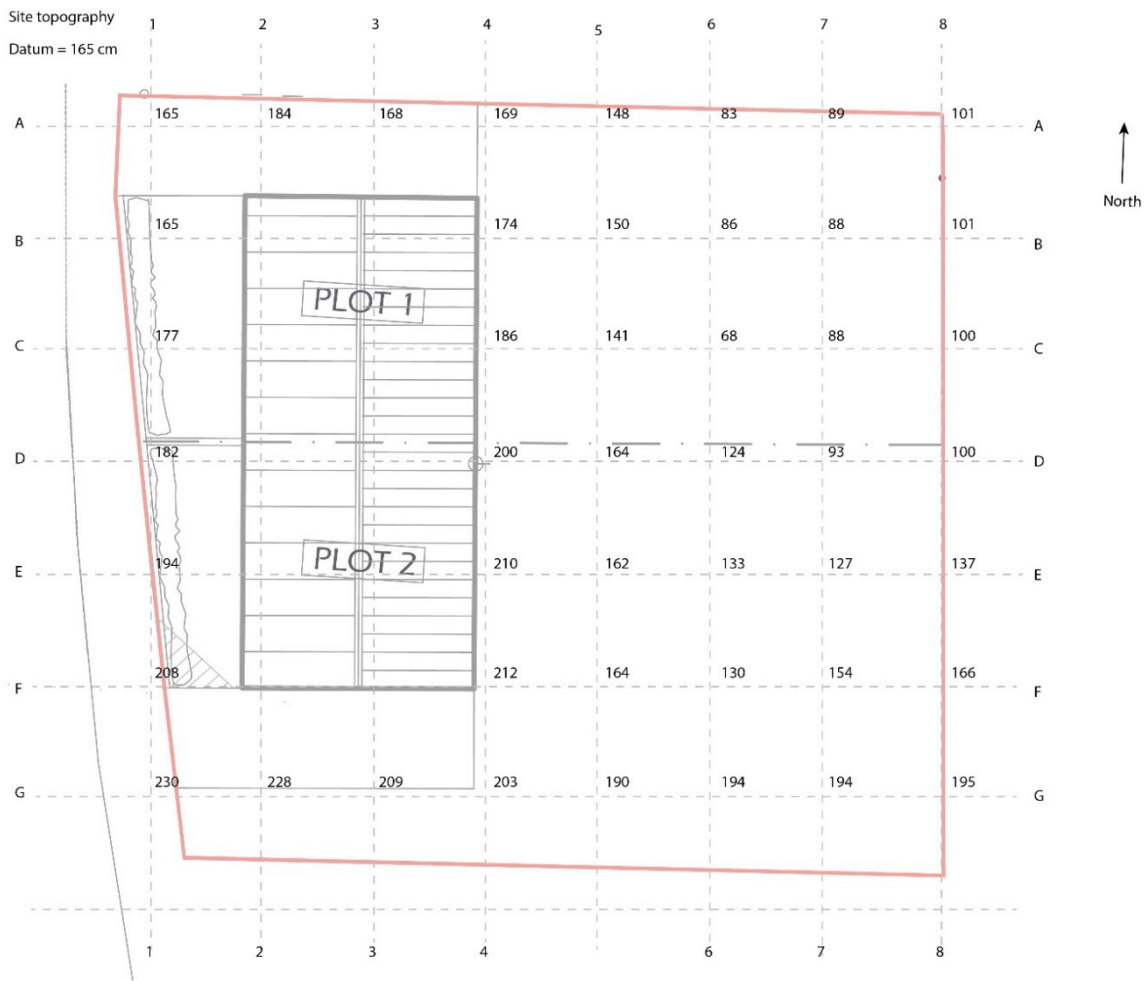 Site topography
Datum = 165 cm
1 2 3 4 5 6 7 8
A 165 184 168 169 148 83 89 101 A
North
B 165 174 150 86 88 101 B
PLOT 1
C 177 186 141 68 88 100 C
D 182 200 164 124 93 100 D
PLOT 2
E 194 210 162 133 127 137 E
F 208 212 164 130 154 166 F
G 230 228 209 203 190 194 194 195 G
1 2 3 4 5 6 7 8